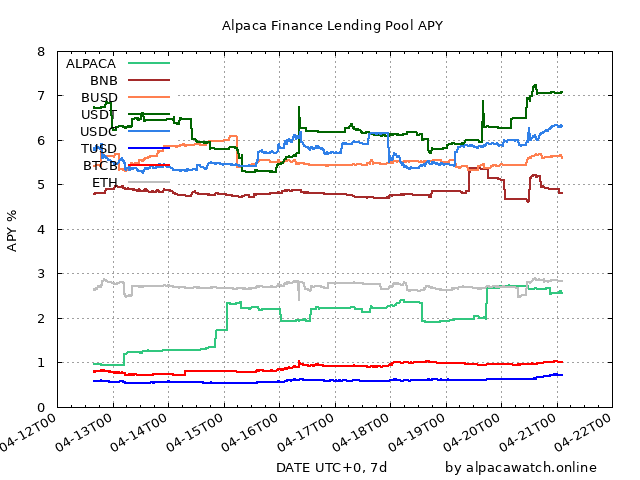 Alpaca Finance Lending Pool APY
8
7
6
5
4
3
2
1
0
APY %
ALPACA
BNB
BUSD
USDT
USDC
TUSD
BTCB
ETH
04-12T00
04-13T00
04-14T00
04-15T00
04-16T00
04-17T00
04-18T00
04-19T00
04-20T00
04-21T00
04-22T00
DATE UTC+0, 7d
by alpacawatch.online